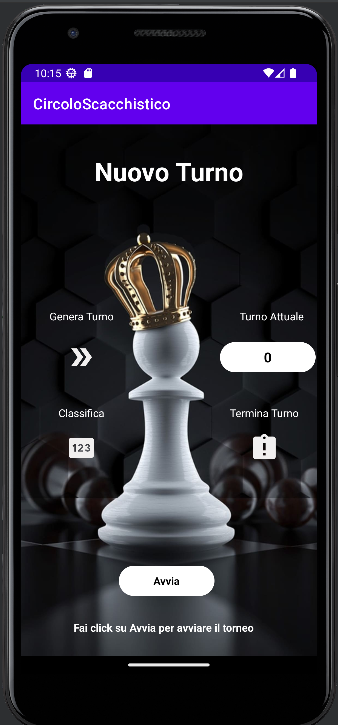 10:15
CircoloScacchistico
Nuovo Turno
Genera Turno
Turno Attuale
0
Classifica
Termina Turno
123
Avvia
Fai click su Avvia per avviare il torneo